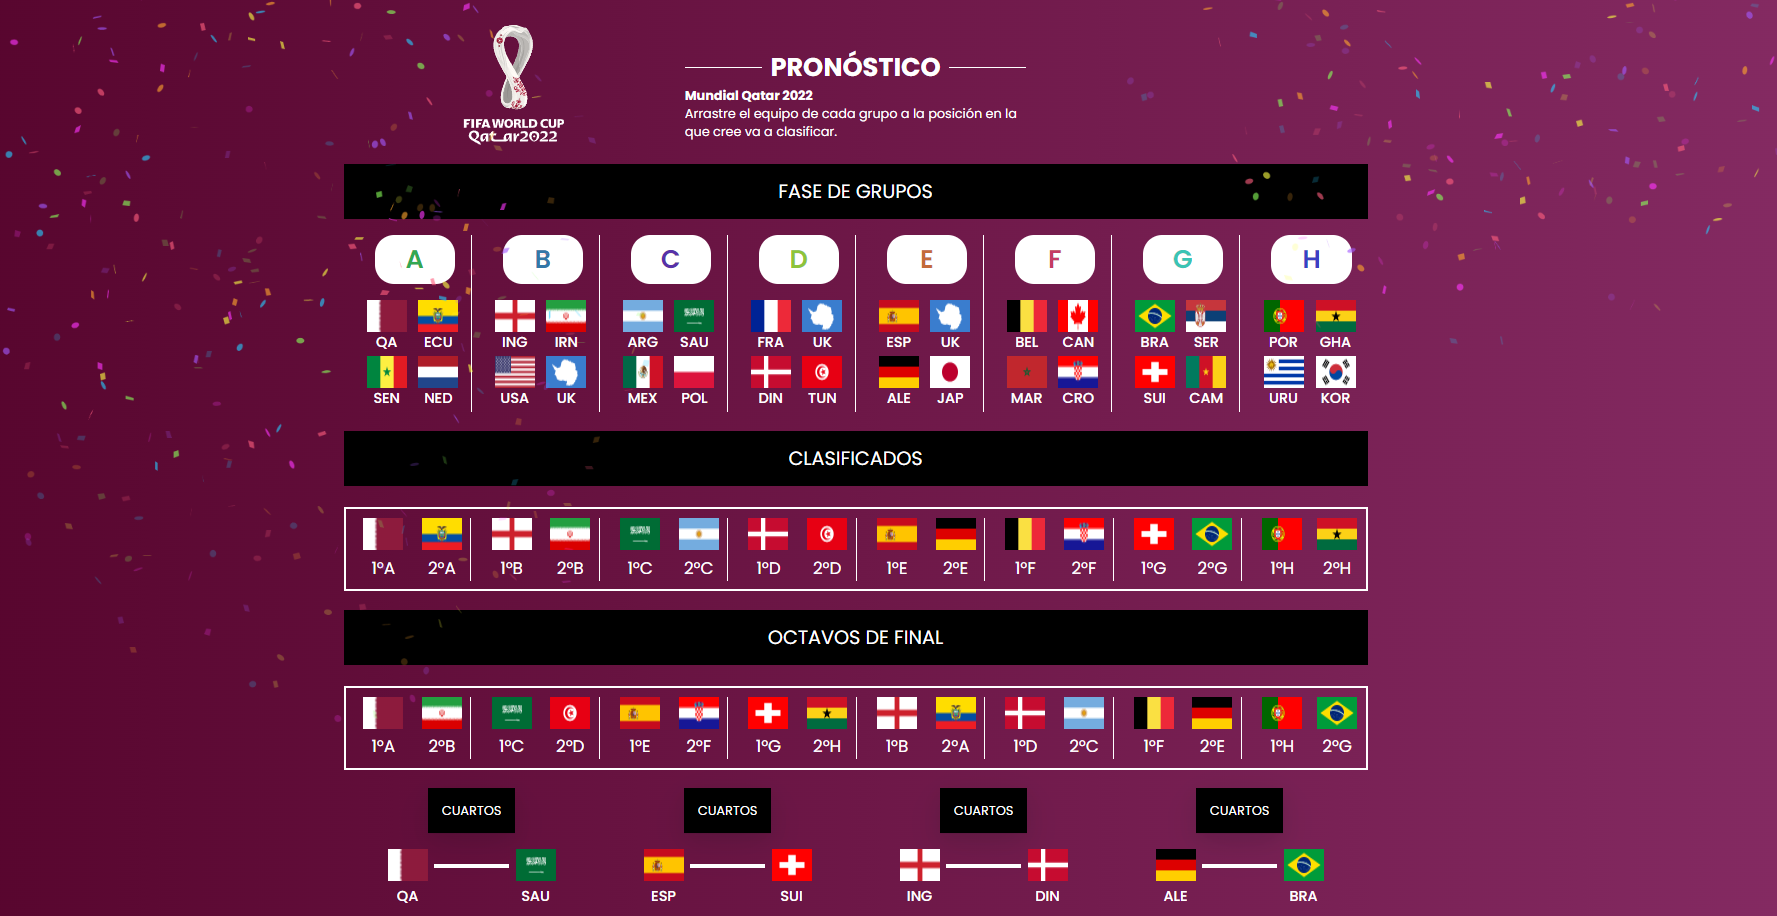 FIFA WORLD CUP
Qatar2022
PRONÓSTICO
Mundial Qatar 2022
Arrastre el equipo de cada grupo a la posición en la
que cree va a clasificar.
FASE DE GRUPOS
A B C D E F G H
QA ECU ING IRN ARG SAU FRA UK ESP UK BEL CAN BRA SER POR GHA
SEN NED USA UK MEX POL DIN TUN ALE JAP MAR CRO SUI CAM URU KOR
CLASIFICADOS
1ºA 2ºA 1ºB 2ºB 1ºC 2ºC 1ºD 2ºD 1ºE 2ºE 1ºF 2ºF 1ºG 2ºG 1ºH 2ºH
OCTAVOS DE FINAL
1ºA 2ºB 1ºC 2ºD 1ºE 2ºF 1ºG 2ºH 1ºB 2ºA 1ºD 2ºC 1ºF 2ºE 1ºH 2ºG
CUARTOS CUARTOS CUARTOS CUARTOS
QA SAU ESP SUI ING DIN ALE BRA